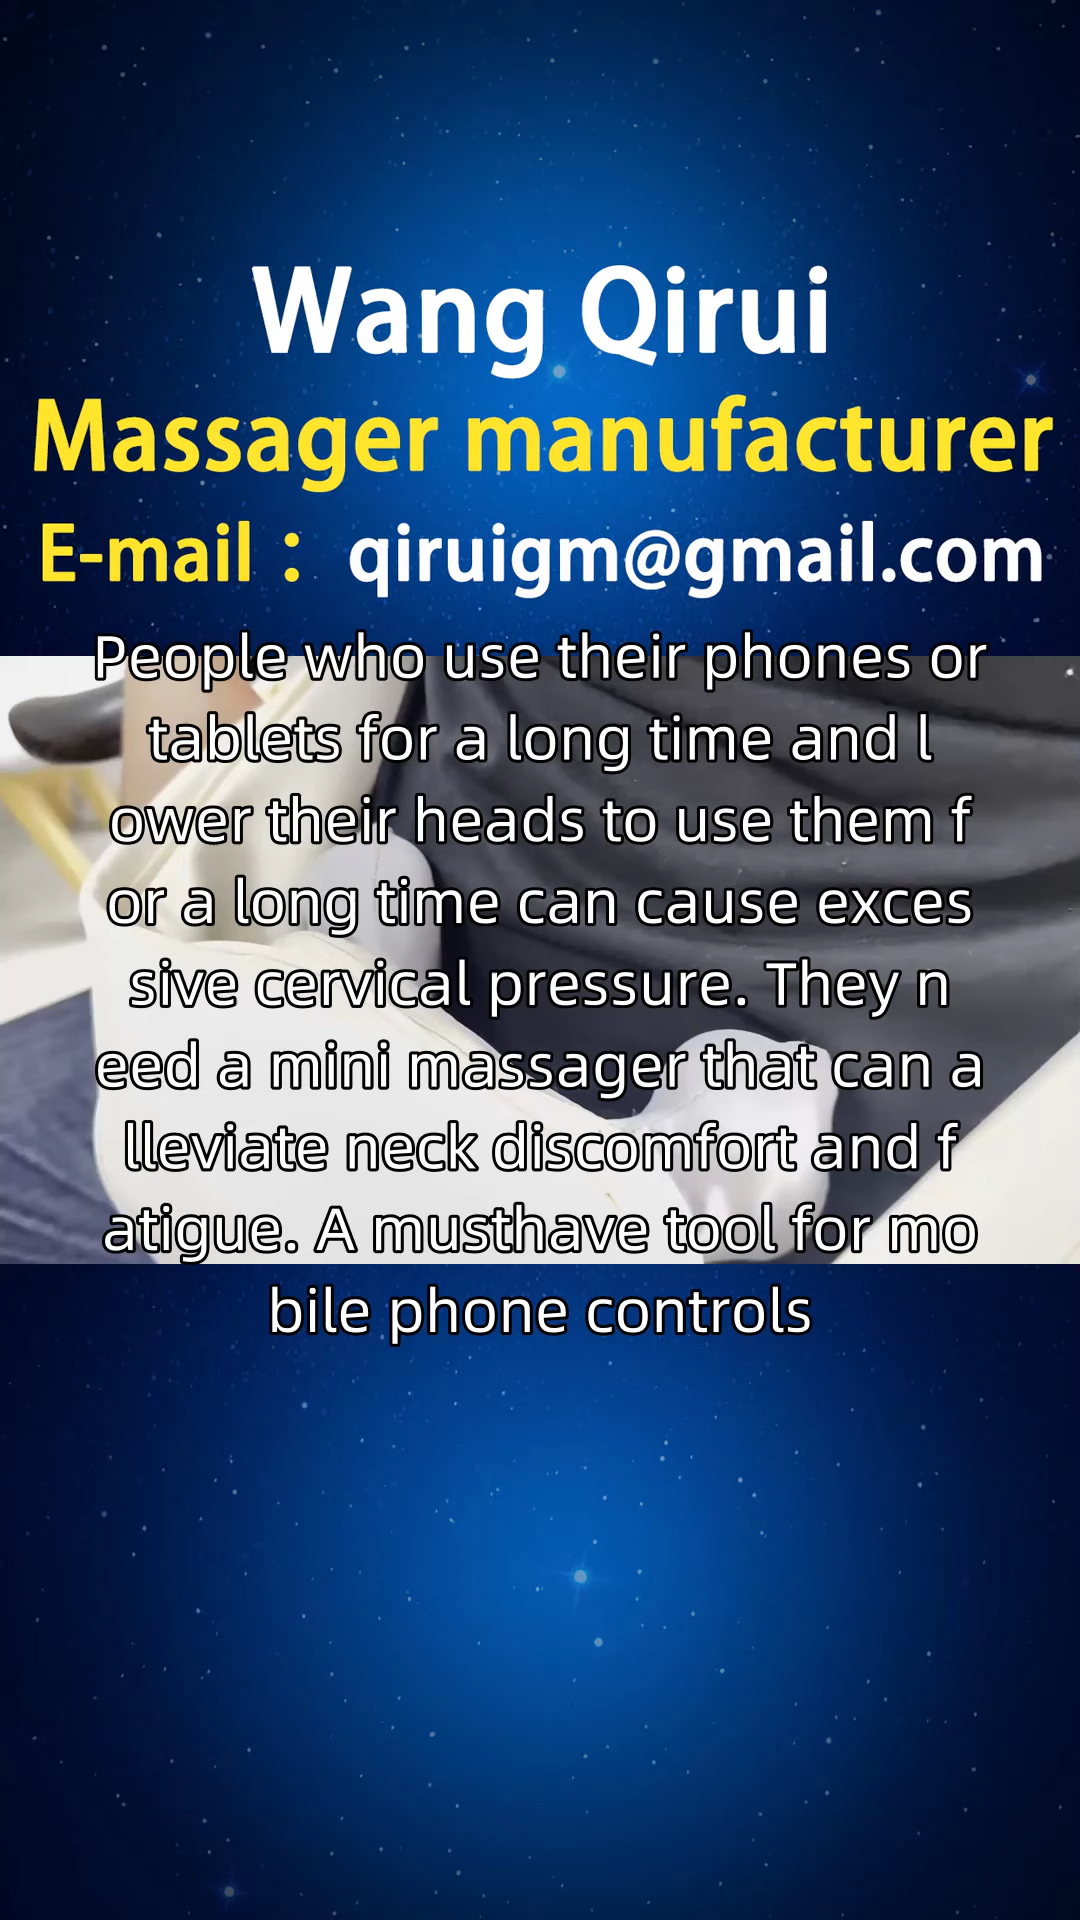 Wang Qirui
Massager manufacturer
E-mail： qiruigm@gmail.com
People who use their phones or
tablets for a long time and l
ower their heads to use them f
or a long time can cause exces
sive cervical pressure. They n
eed a mini massager that can a
lleviate neck discomfort and f
atigue. A musthave tool for mo
bile phone controls